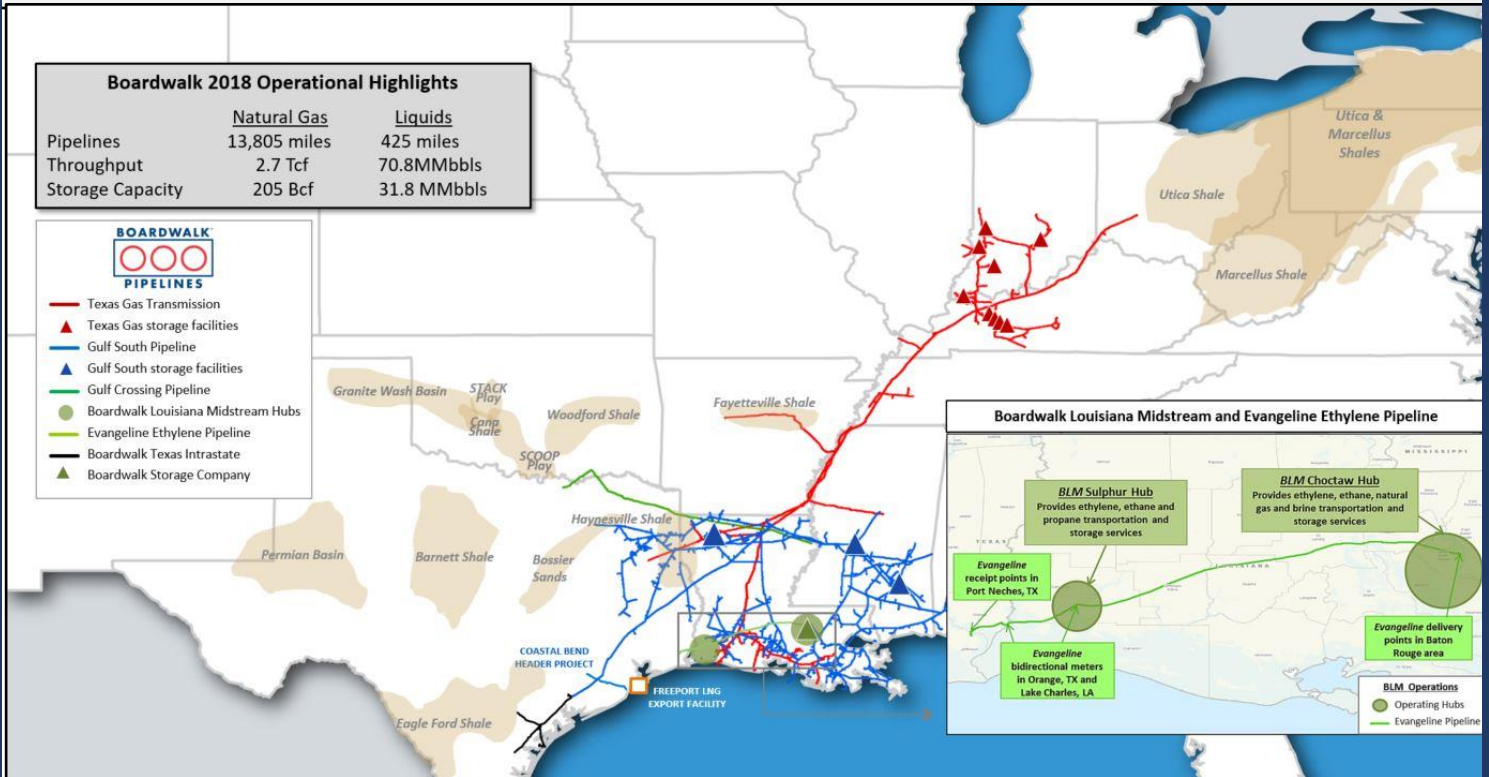 Boardwalk 2018 Operational Highlights
Natural Gas Liquids
Pipelines 13,805 miles 425 miles
Throughput 2.7 Tcf 70.8MMbbls
Storage Capacity 205 Bcf 31.8 MMbbls
BOARDWALK
PIPELINES
Texas Gas Transmission
Texas Gas storage facilities
Gulf South Pipeline
Gulf South storage facilities
Gulf Crossing Pipeline
Boardwalk Louisiana Midstream Hubs
Evangeline Ethylene Pipeline
Boardwalk Texas Intrastate
Boardwalk Storage Company
Utica &
Marcellus
Shales
Utica Shale
Marcellus Shale
Granite Wash Basin
STACK
Play
Cana
Shale
Woodford Shale
SCOOP
Play
Fayetteville Shale
Haynesville Shale
Permian Basin
Barnett Shale
Bossier
Sands
Eagle Ford Shale
COASTAL BEND
HEADER PROJECT
FREEPORT LNG
EXPORT FACILITY
Boardwalk Louisiana Midstream and Evangeline Ethylene Pipeline
MISSISSIPPI
TEXAS
LOUISIANA
BLM Sulphur Hub
Provides ethylene, ethane and
propane transportation and
storage services
BLM Choctaw Hub
Provides ethylene, ethane, natural
gas and brine transportation and
storage services
Evangeline
receipt points in
Port Neches, TX
Evangeline
bidirectional meters
in Orange, TX and
Lake Charles, LA
Evangeline delivery
points in Baton
Rouge area
BLM Operations
Operating Hubs
Evangeline Pipeline